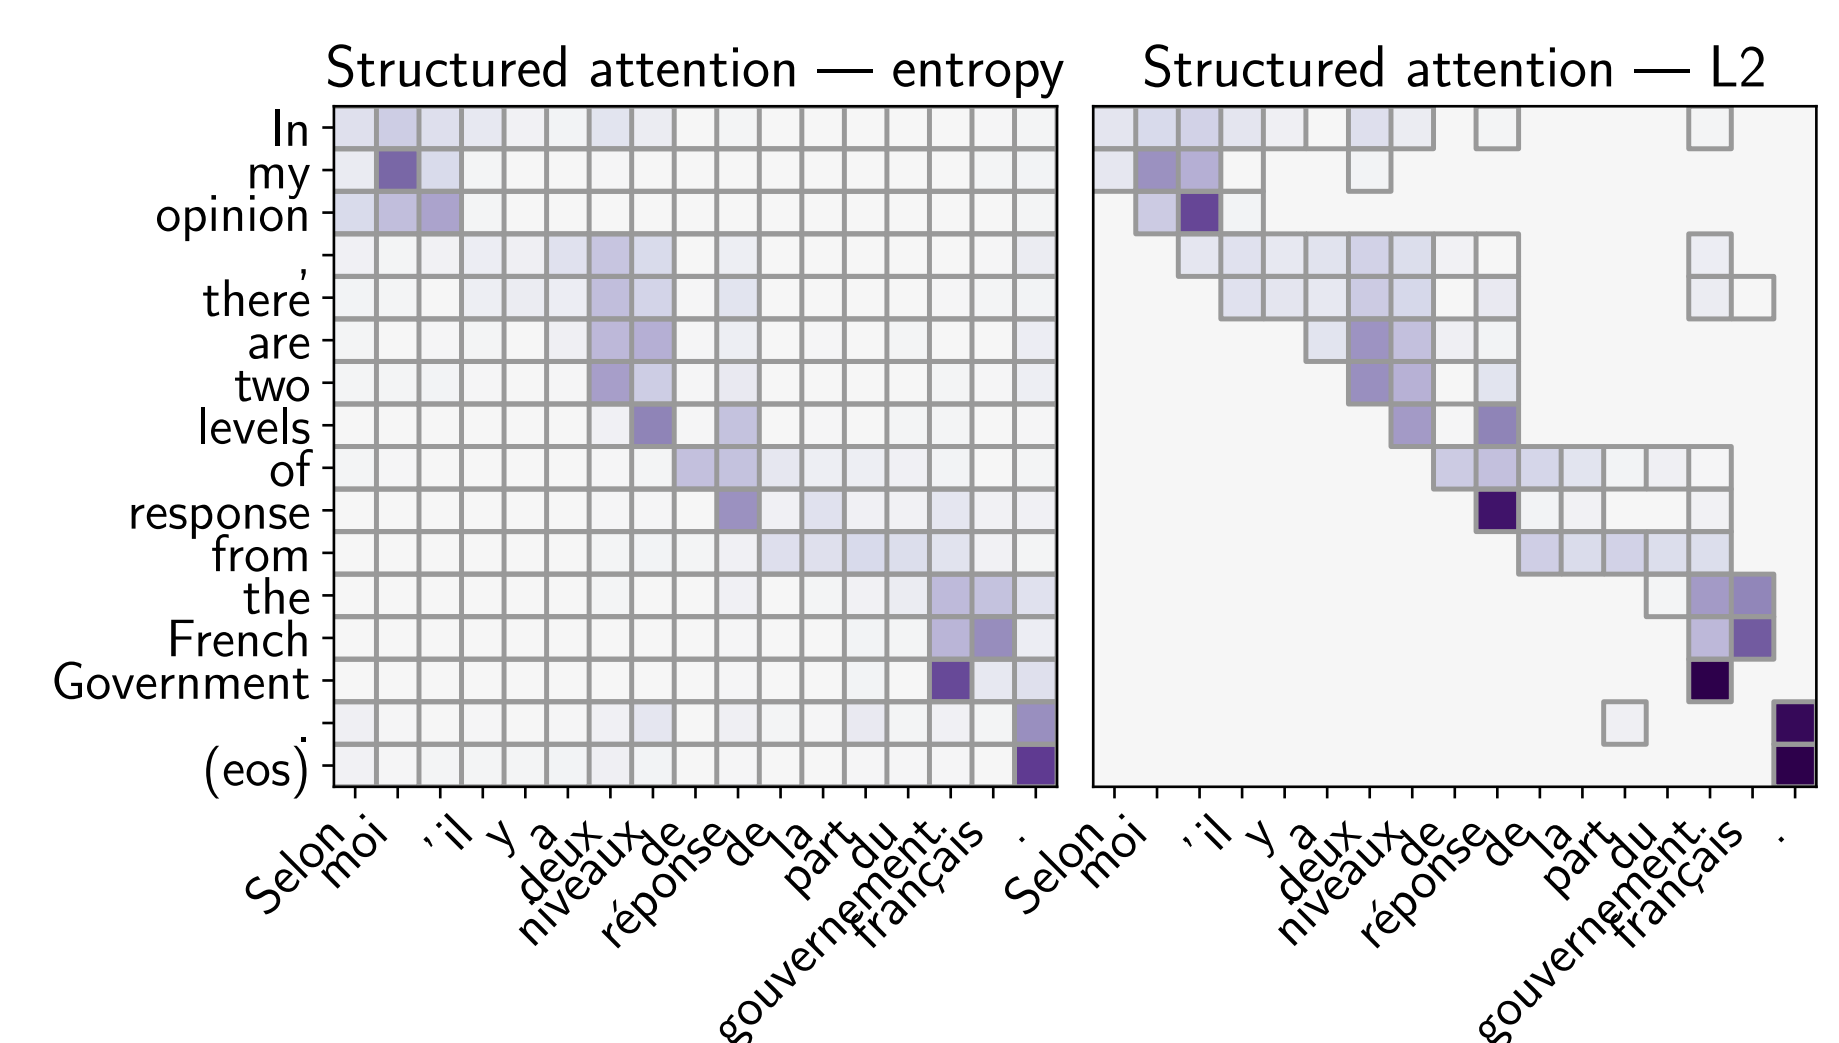 Structured attention — entropy
Structured attention — L2
In
my
opinion
,
there
are
two
levels
of
response
from
the
French
Government
.
(eos)
Selon
moi
,
'il
y
a
deux
niveaux
de
réponse
de
la
part
du
gouvernement
français
.
Selon
moi
,
'il
y
a
deux
niveaux
de
réponse
de
la
part
du
gouvernement
français
.